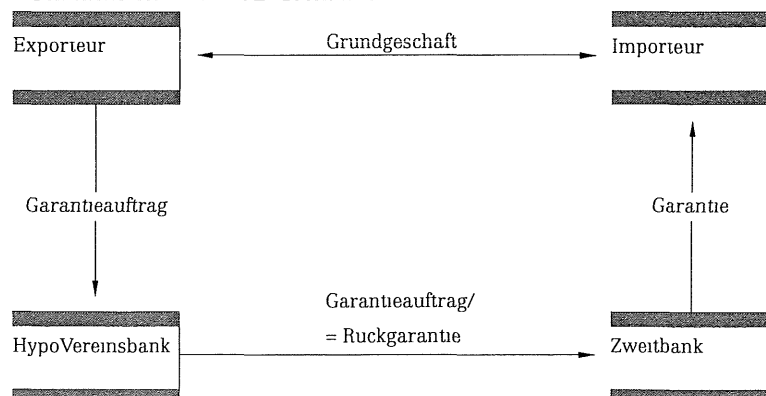 Exporteur
Grundgeschaft
Importeur
Garantieauftrag
Garantie
Garantieauftrag/
= Ruckgarantie
HypoVereinsbank
Zweitbank